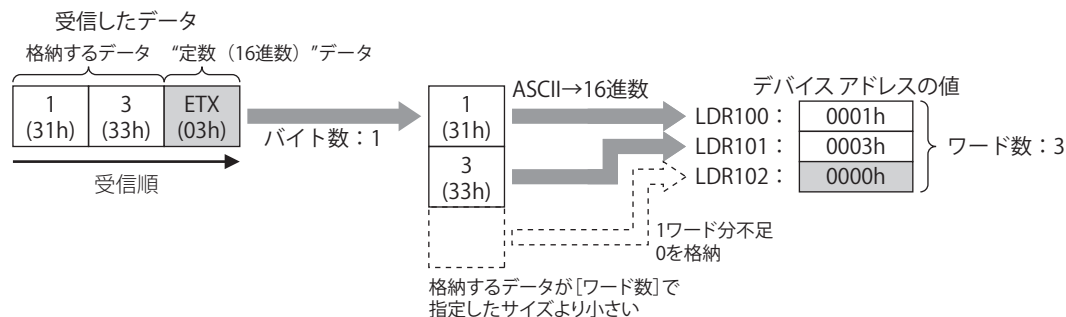 受信したデータ
格納するデータ “定数（16進数）”データ
1 3 ETX
(31h) (33h) (03h)
受信順
バイト数：1
1
(31h)
3
(33h)
格納するデータが[ワード数]で
指定したサイズより小さい
ASCII→16進数
1ワード分不足
0を格納
デバイス アドレスの値
LDR100： 0001h
LDR101： 0003h
LDR102： 0000h
ワード数：3